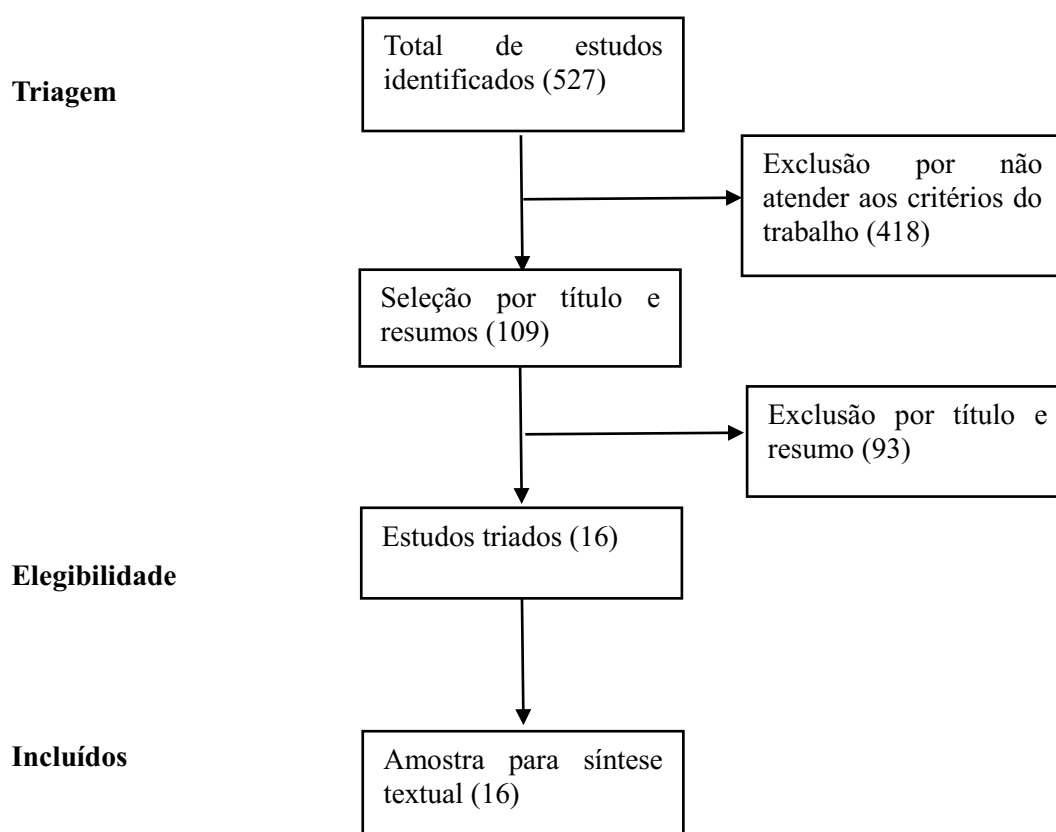 Total de estudos
identificados (527)
Triagem
Exclusão por não
atender aos critérios do
trabalho (418)
Seleção por título e
resumos (109)
Exclusão por título e
resumo (93)
Estudos triados (16)
Elegibilidade
Incluídos
Amostra para síntese
textual (16)